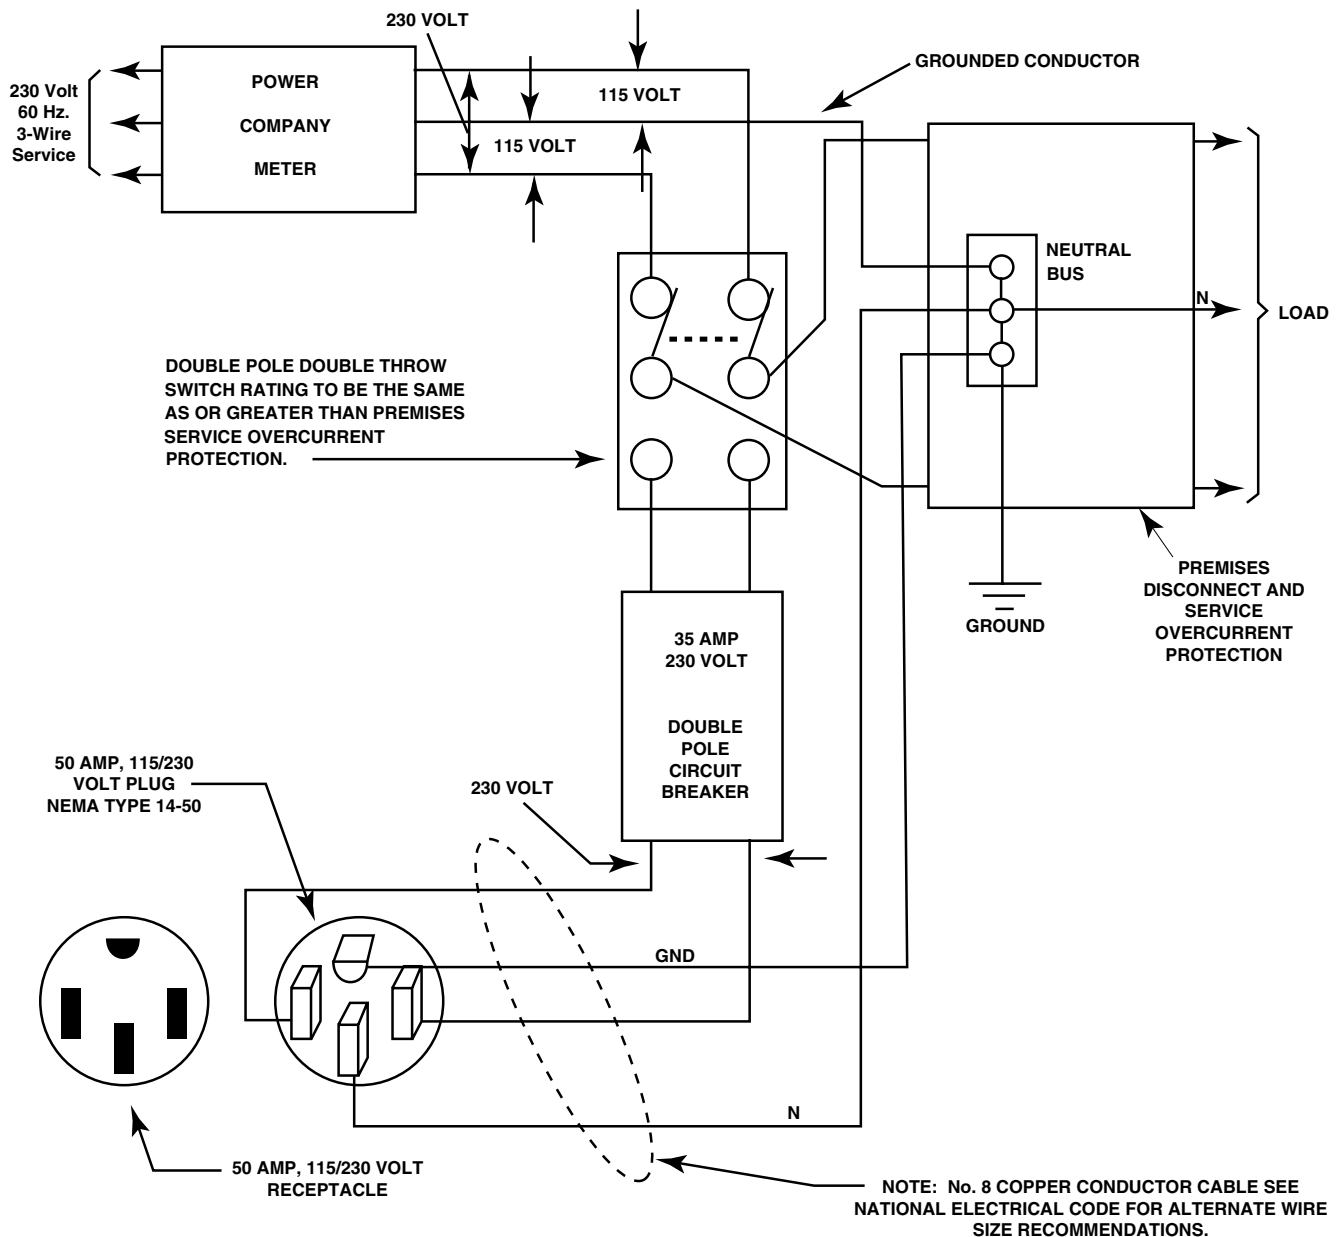 230 VOLT
GROUNDED CONDUCTOR
POWER
COMPANY
METER
230 Volt
60 Hz.
3-Wire
Service
115 VOLT
115 VOLT
NEUTRAL
BUS
N
LOAD
DOUBLE POLE DOUBLE THROW
SWITCH RATING TO BE THE SAME
AS OR GREATER THAN PREMISES
SERVICE OVERCURRENT
PROTECTION.
GROUND
PREMISES
DISCONNECT AND
SERVICE
OVERCURRENT
PROTECTION
35 AMP
230 VOLT
DOUBLE
POLE
CIRCUIT
BREAKER
50 AMP, 115/230
VOLT PLUG
NEMA TYPE 14-50
230 VOLT
GND
N
50 AMP, 115/230 VOLT
RECEPTACLE
NOTE: No. 8 COPPER CONDUCTOR CABLE SEE
NATIONAL ELECTRICAL CODE FOR ALTERNATE WIRE
SIZE RECOMMENDATIONS.